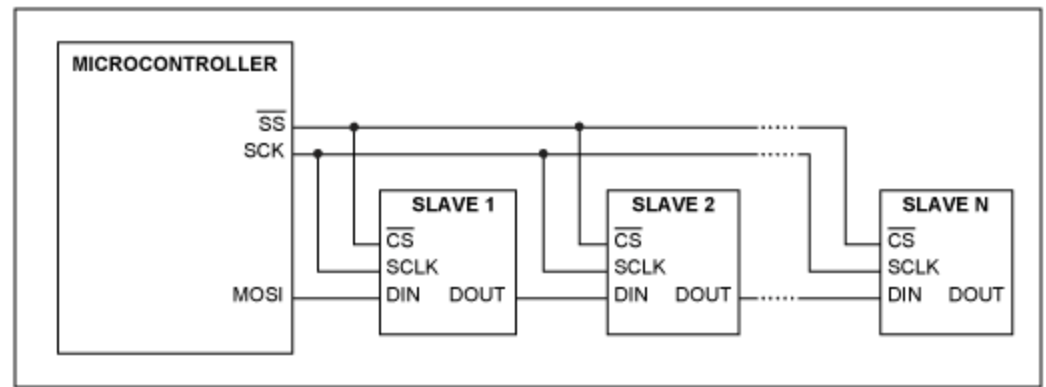 MICROCONTROLLER
SS
SCK
MOSI
SLAVE 1
CS
SCLK
DIN DOUT
SLAVE 2
CS
SCLK
DIN DOUT
SLAVE N
CS
SCLK
DIN DOUT